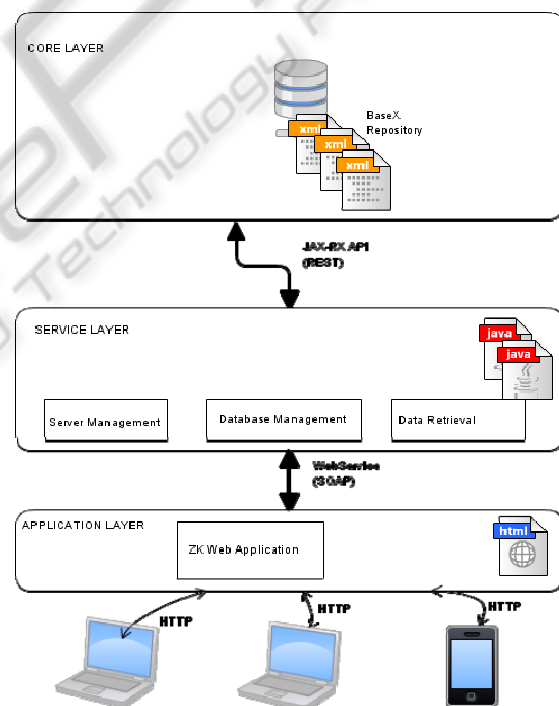 CORE LAYER
BaseX
Repository
xml
xml
xml
JAX-RX API
(REST)
SERVICE LAYER
java
java
Server Management
Database Management
Data Retrieval
WebService
(SOAP)
APPLICATION LAYER
html
ZK Web Application
HTTP
HTTP
HTTP
Technology